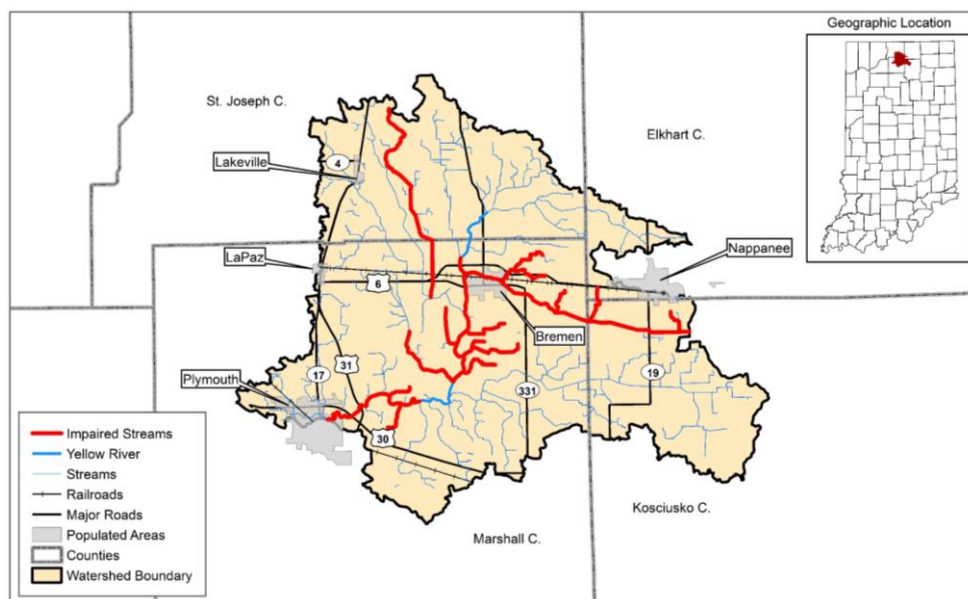 Geographic Location
St. Joseph C.
Elkhart C.
4
Lakeville
LaPaz
Nappanee
6
Bremen
31
Plymouth
17
19
331
30
Kosciusko C.
Marshall C.
Impaired Streams
Yellow River
Streams
Railroads
Major Roads
Populated Areas
Counties
Watershed Boundary